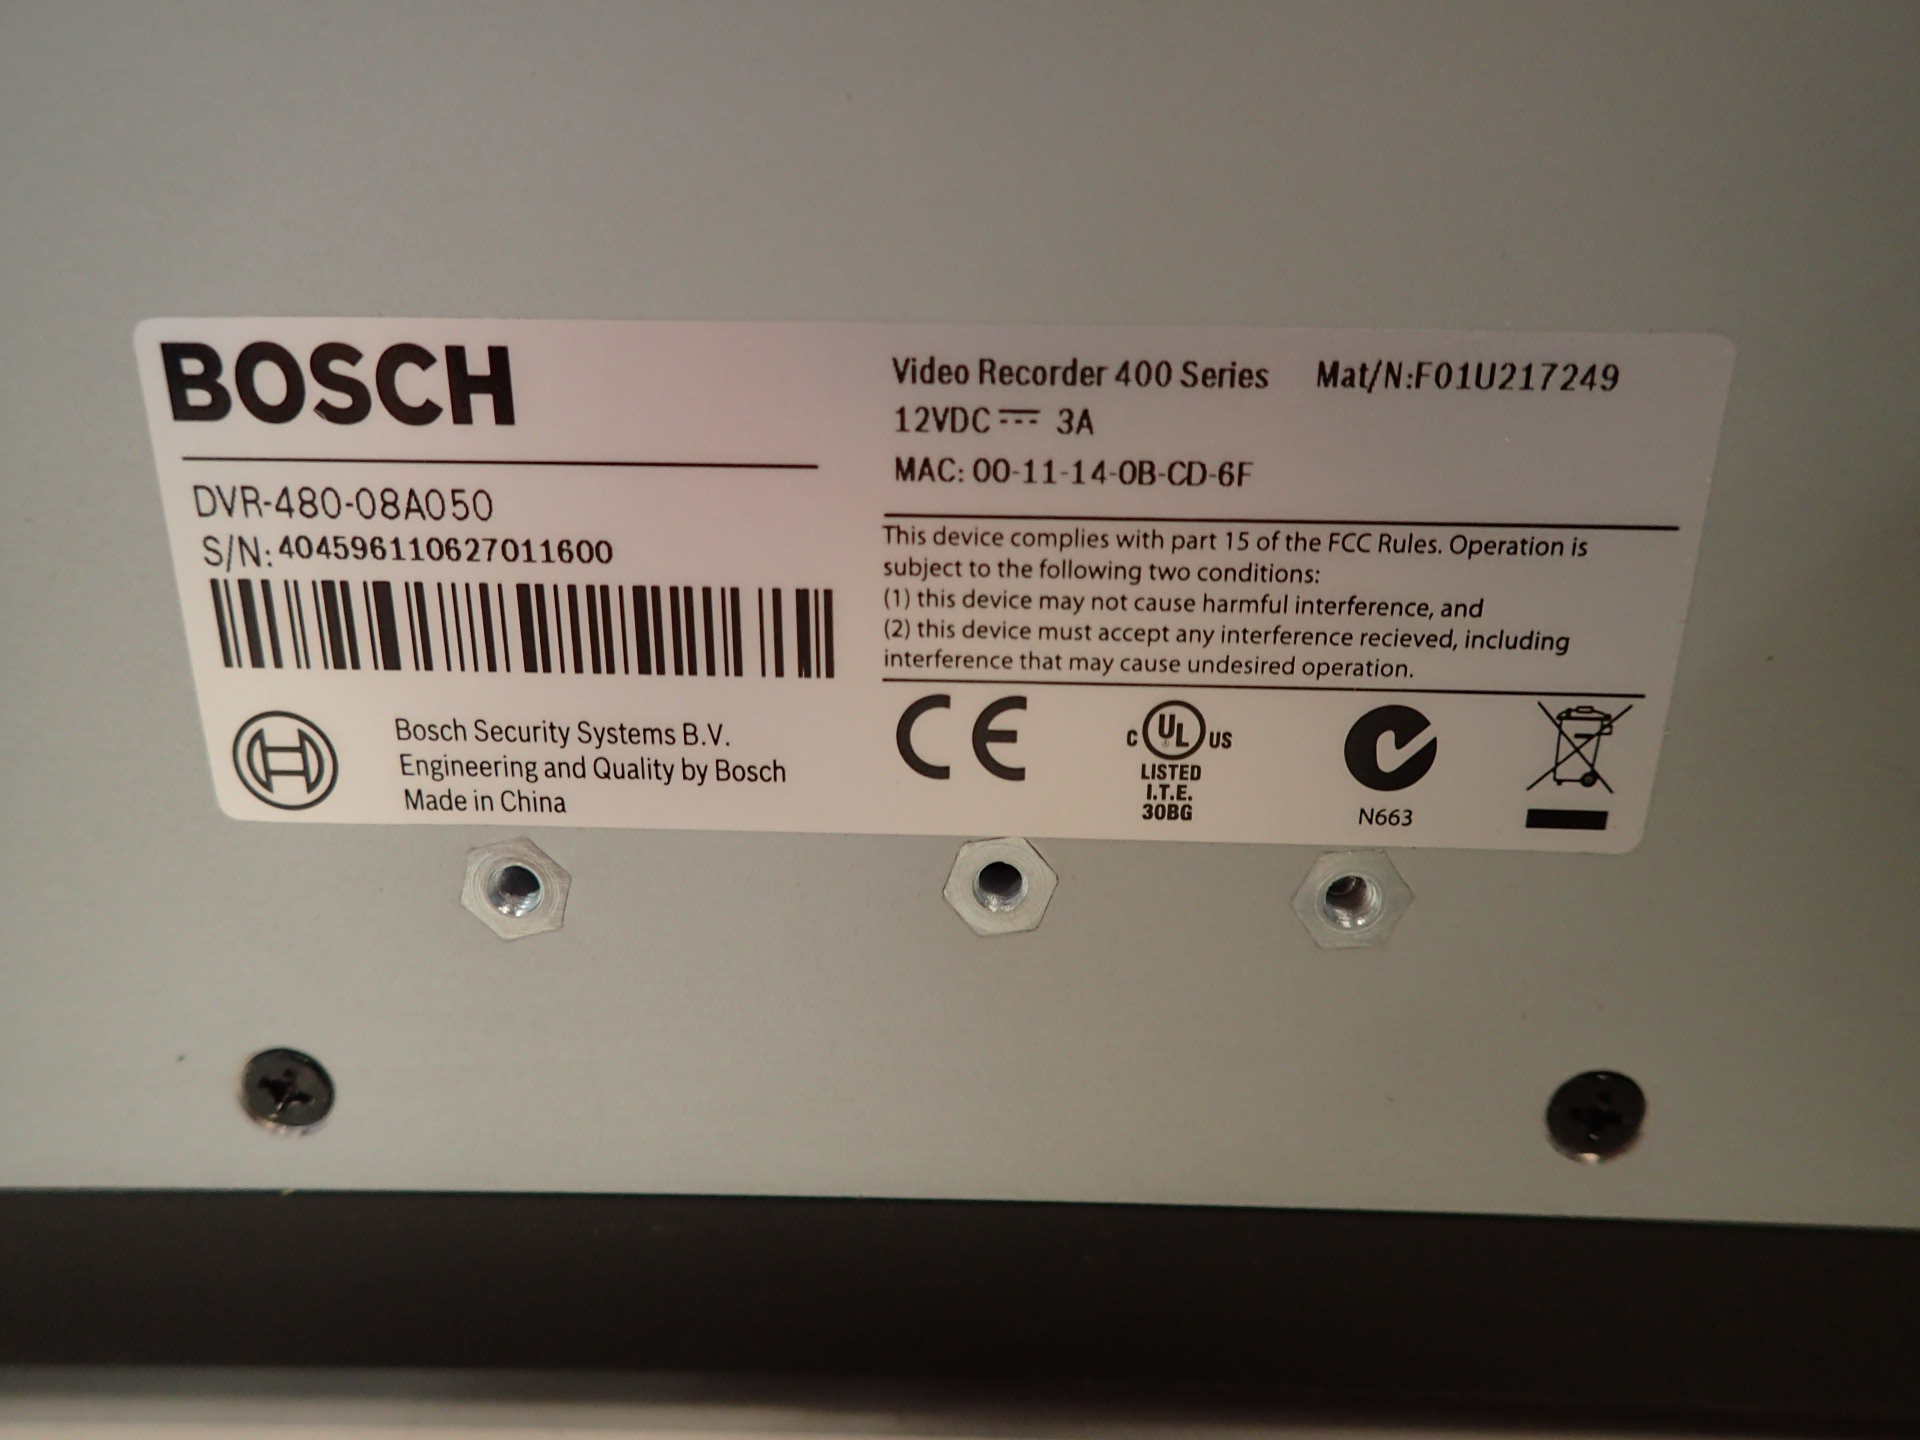 BOSCH
DVR-480-08A050
S/N: 404596110627011600
Bosch Security Systems B.V.
Engineering and Quality by Bosch
Made in China
Video Recorder 400 Series Mat/N:F01U217249
12VDC 3A
MAC: 00-11-14-0B-CD-6F
This device complies with part 15 of the FCC Rules. Operation is
subject to the following two conditions:
(1) this device may not cause harmful interference, and
(2) this device must accept any interference recieved, including
interference that may cause undesired operation.
CE
C UL US
LISTED
I.T.E.
30BG
N663